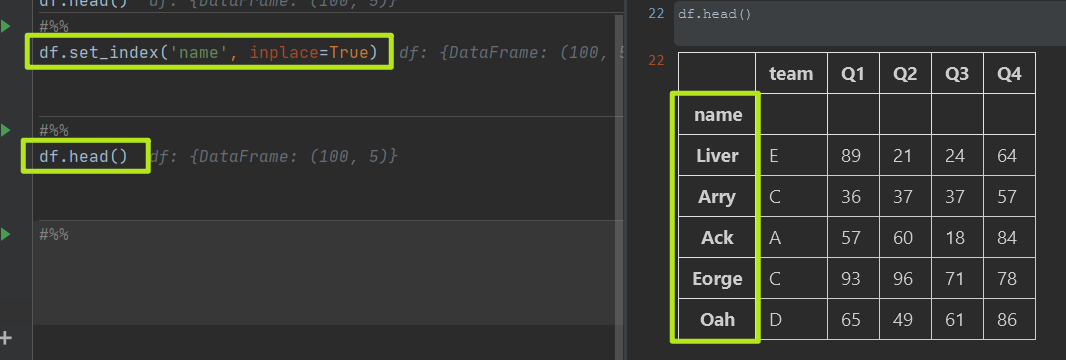 df.head() df: {DataFrame: (100, 5)}
#%%
df.set_index('name', inplace=True) df: {DataFrame: (100, 5
#%%
df.head() df: {DataFrame: (100, 5)}
#%%
22 df.head()
22
team Q1 Q2 Q3 Q4
name
Liver E 89 21 24 64
Arry C 36 37 37 57
Ack A 57 60 18 84
Eorge C 93 96 71 78
Oah D 65 49 61 86